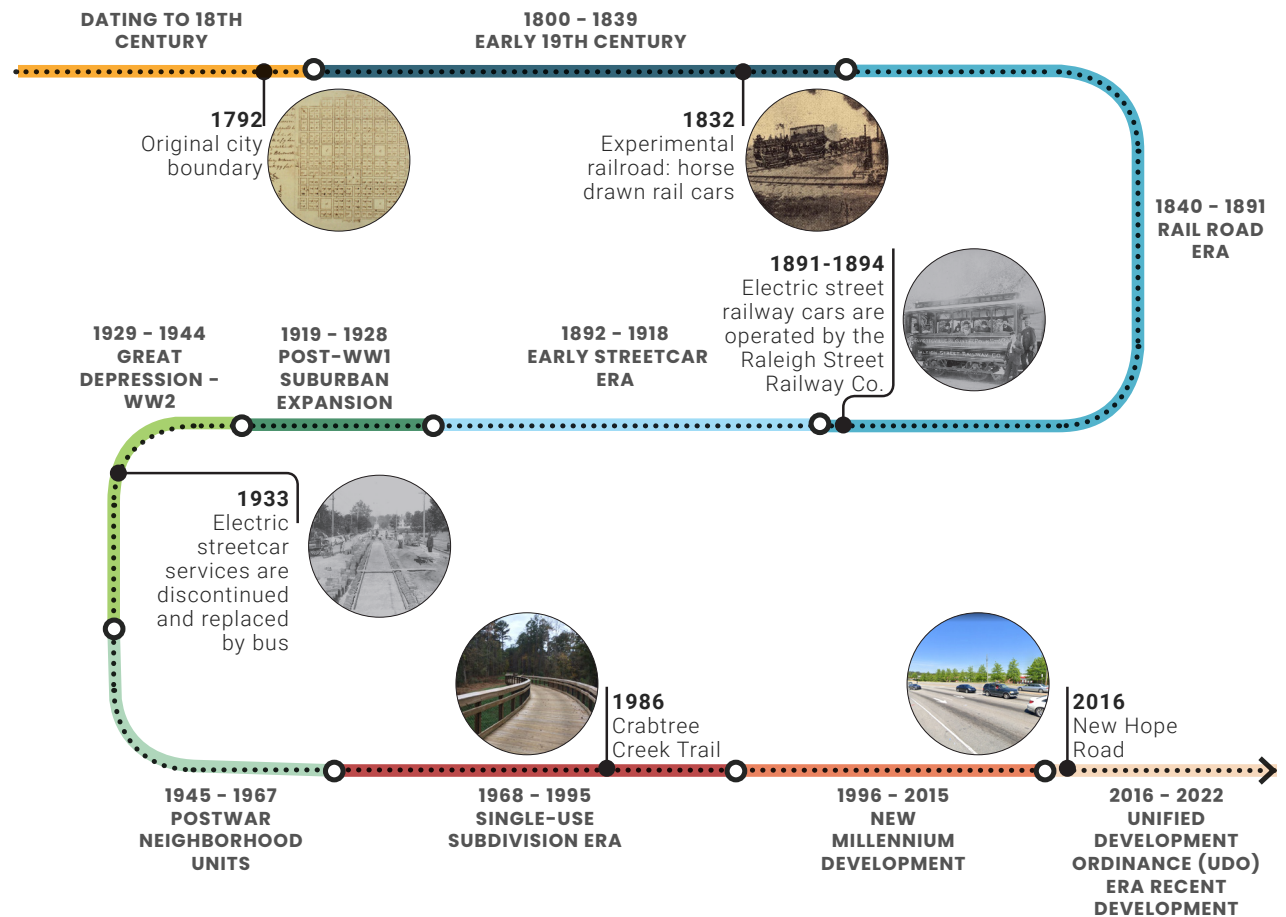 DATING TO 18TH
CENTURY
1800 - 1839
EARLY 19TH CENTURY
1792
Original city
boundary
1832
Experimental
railroad: horse
drawn rail cars
1840 - 1891
RAIL ROAD
ERA
1891-1894
Electric street
railway cars are
operated by the
Raleigh Street
Railway Co.
1892 - 1918
EARLY STREETCAR
ERA
1919 - 1928
POST-WW1
SUBURBAN
EXPANSION
1929 - 1944
GREAT
DEPRESSION -
WW2
1933
Electric
streetcar
services are
discontinued
and replaced
by bus
1945 - 1967
POSTWAR
NEIGHBORHOOD
UNITS
1986
Crabtree
Creek Trail
1968 - 1995
SINGLE-USE
SUBDIVISION ERA
1996 - 2015
NEW
MILLENNIUM
DEVELOPMENT
2016
New Hope
Road
2016 - 2022
UNIFIED
DEVELOPMENT
ORDINANCE (UDO)
ERA RECENT
DEVELOPMENT